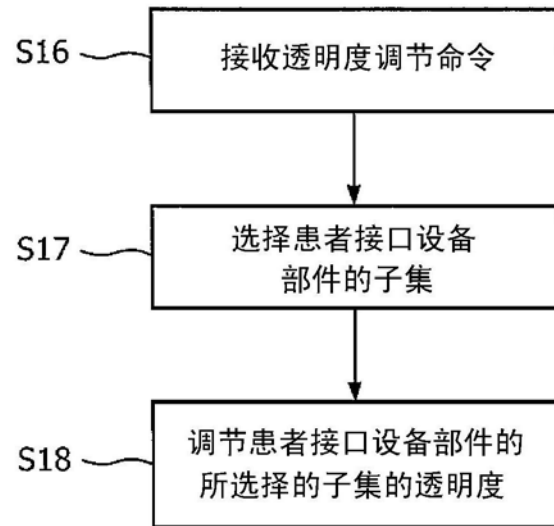 S16
接收透明度调节命令
S17
选择患者接口设备
部件的子集
S18
调节患者接口设备部件的
所选择的子集的透明度